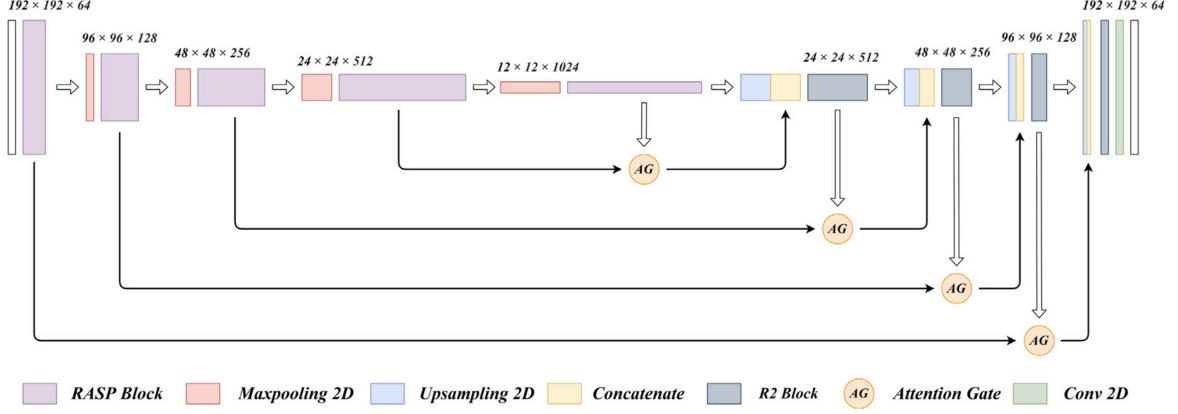 192 × 192 × 64
96 × 96 × 128
48 × 48 × 256
24 × 24 × 512
12 × 12 × 1024
24 × 24 × 512
48 × 48 × 256
96 × 96 × 128
192 × 192 × 64
AG
AG
AG
AG
RASP Block Maxpooling 2D Upsampling 2D Concatenate R2 Block AG Attention Gate Conv 2D